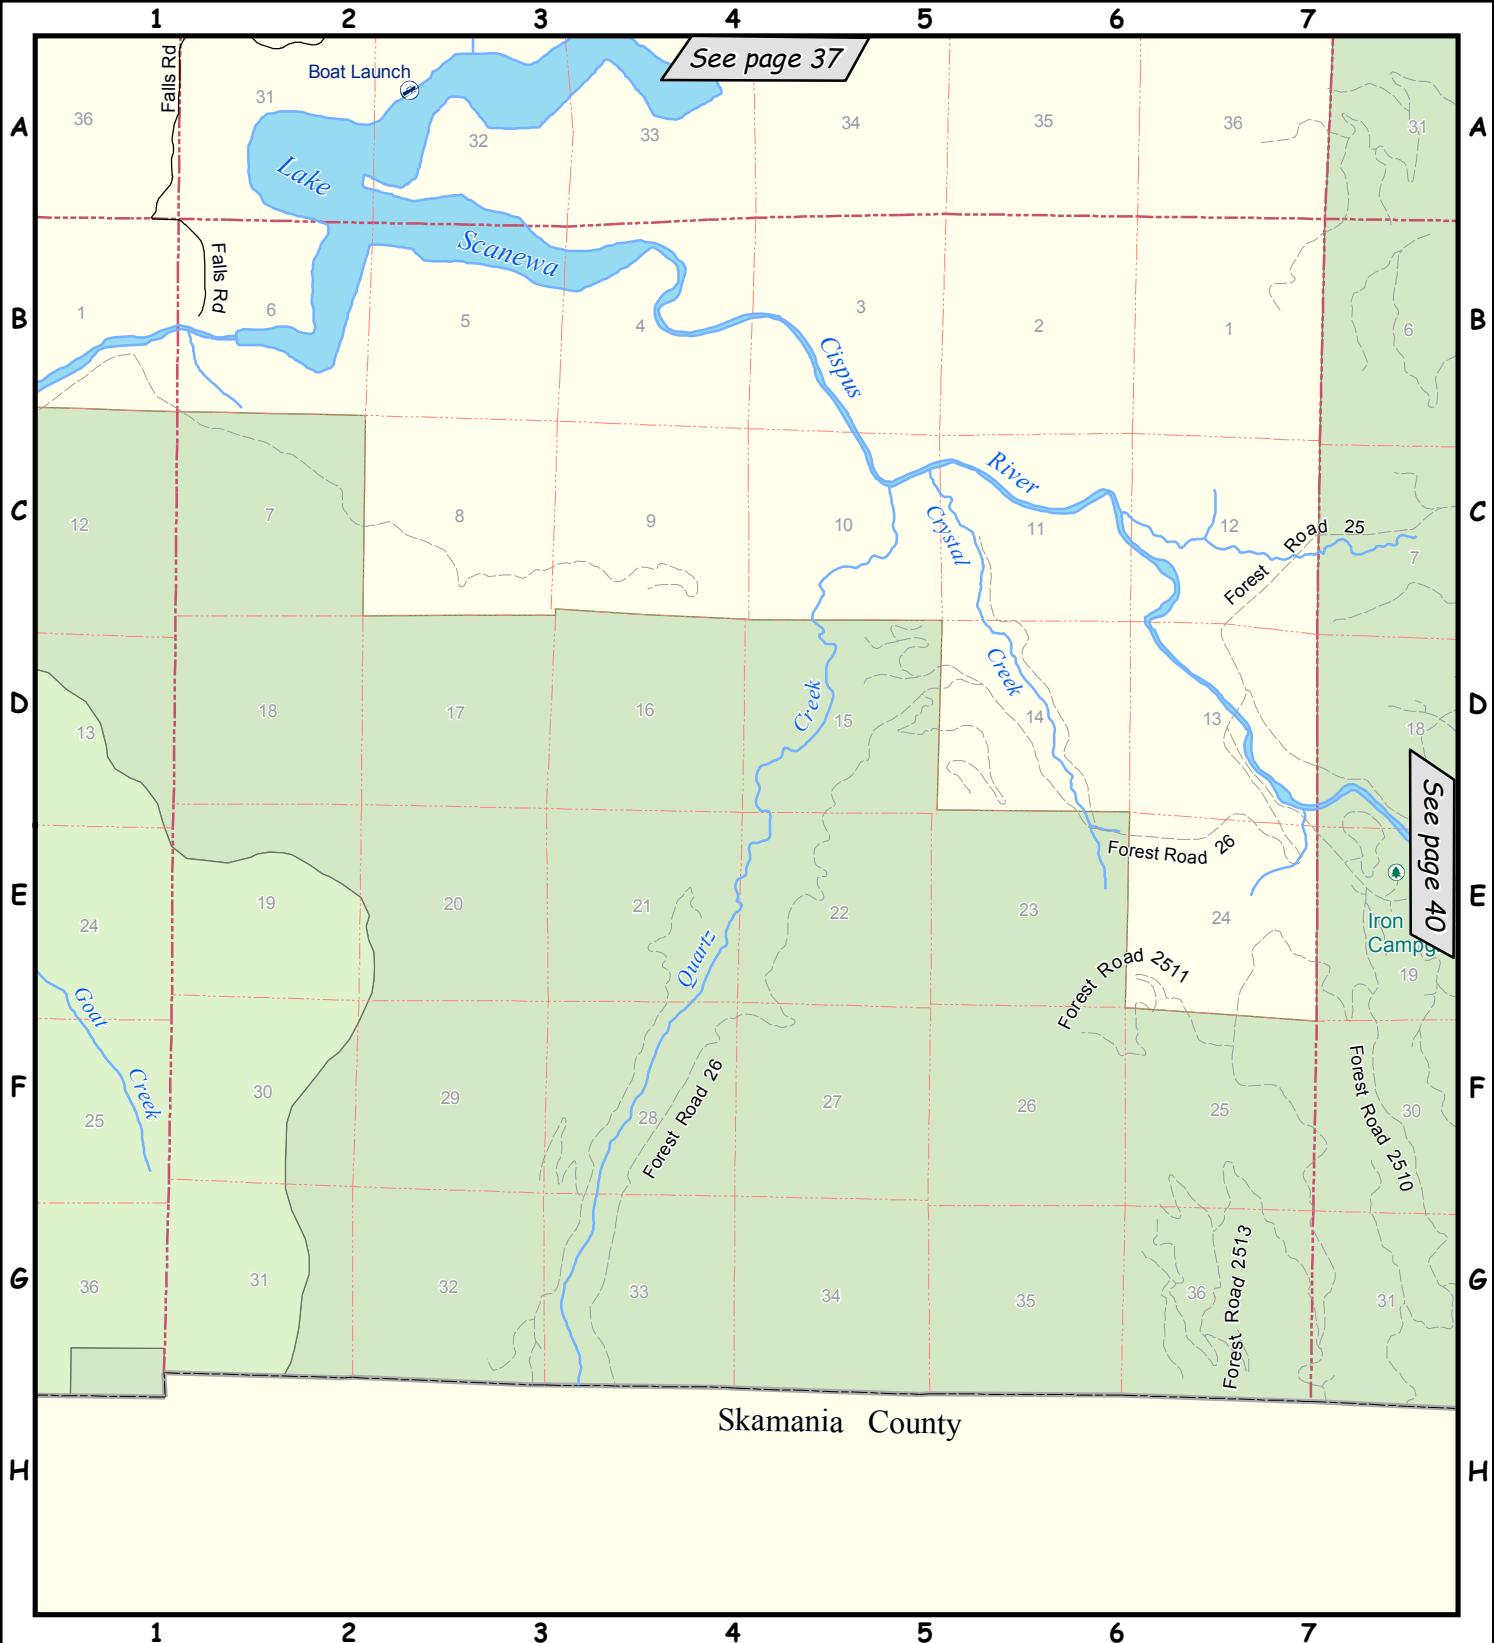 1 2 3 4 5 6 7
See page 37
Falls Rd
Boat Launch
A A
36 31 32 33 34 35 36 31
Lake
Scanewa
Falls Rd
B B
1 6 5 4 3 2 1 6
Cispus
River
C C
12 7 8 9 10 11 12 7
Crystal
Creek
Forest Road 25
D D
13 18 17 16 15 14 13 18
Creek
See page 40
Forest Road 26
E E
24 19 20 21 22 23 24 19
Iron
Campg
Quartz
Forest Road 2511
Goat
Creek
F F
25 30 29 28 27 26 25 30
Forest Road 26
Forest Road 2510
G G
36 31 32 33 34 35 36 31
Forest Road 2513
Skamania County
H H
1 2 3 4 5 6 7